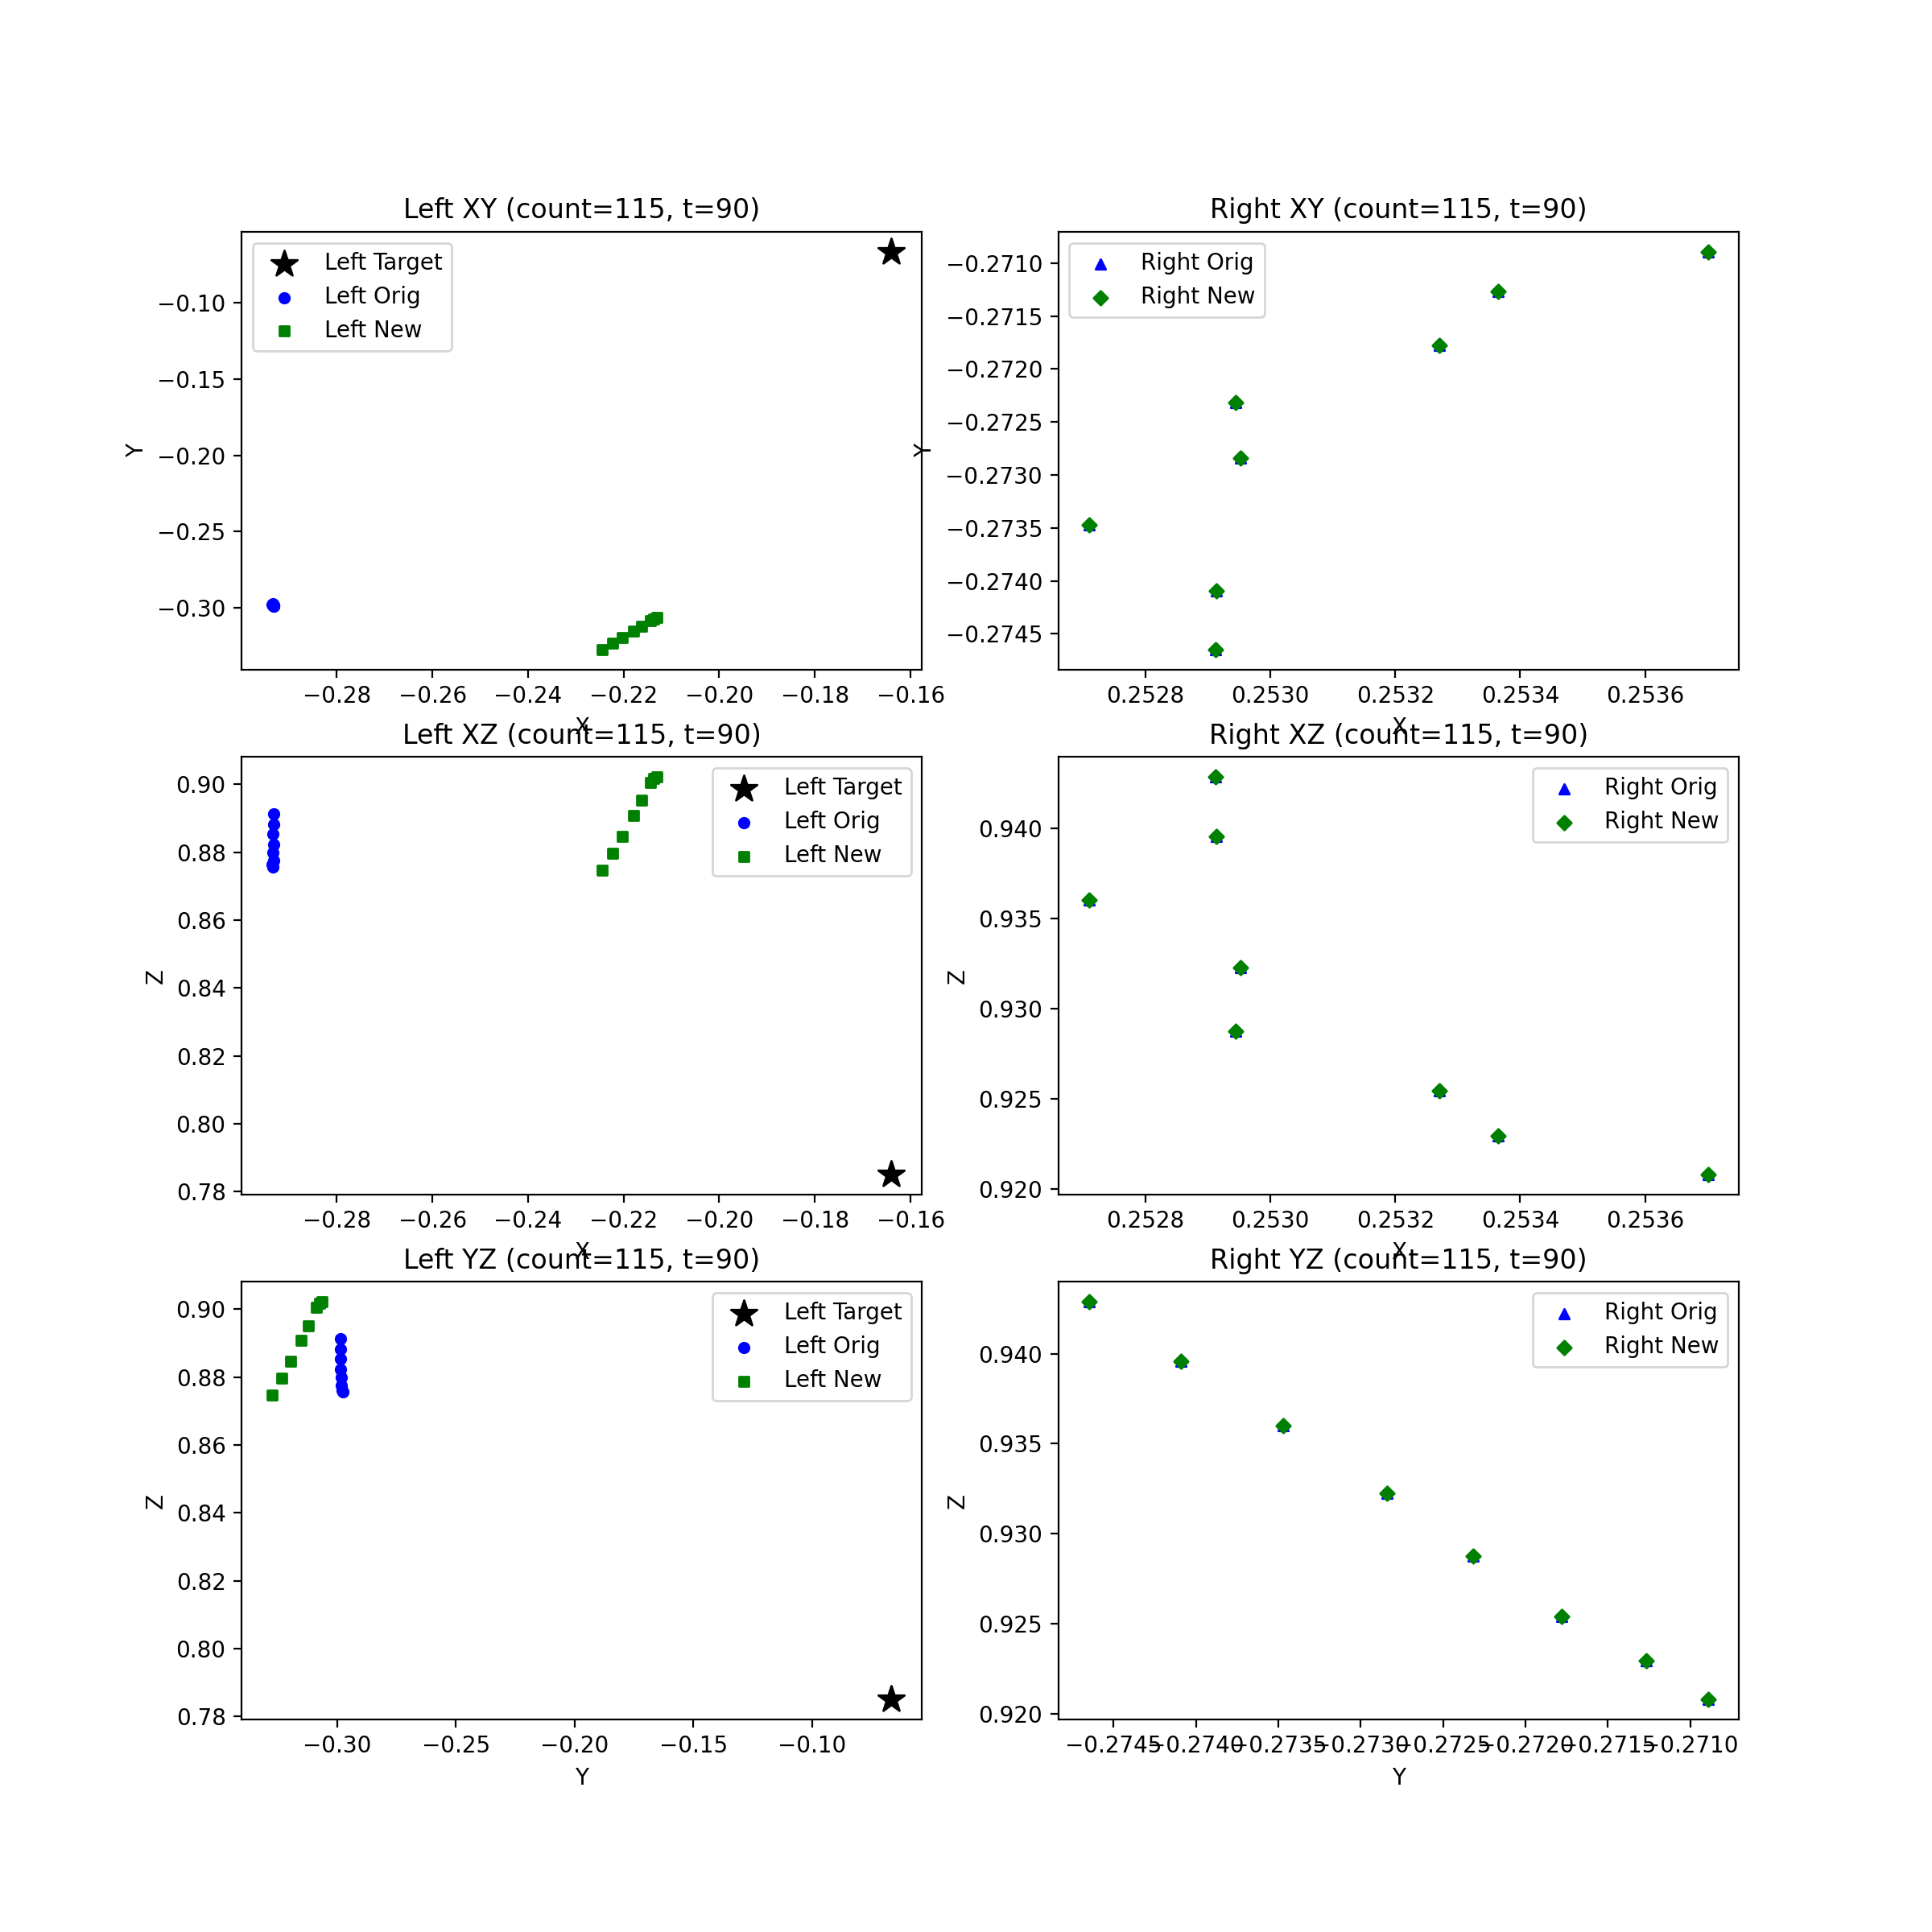 Left XY (count=115, t=90)
Left Target
Left Orig
Left New
Y
−0.10
−0.15
−0.20
−0.25
−0.30
−0.28
−0.26
−0.24
−0.22
−0.20
−0.18
−0.16
X
Right XY (count=115, t=90)
Right Orig
Right New
Y
−0.2710
−0.2715
−0.2720
−0.2725
−0.2730
−0.2735
−0.2740
−0.2745
0.2528
0.2530
0.2532
0.2534
0.2536
X
Left XZ (count=115, t=90)
Left Target
Left Orig
Left New
Z
0.90
0.88
0.86
0.84
0.82
0.80
0.78
−0.28
−0.26
−0.24
−0.22
−0.20
−0.18
−0.16
X
Right XZ (count=115, t=90)
Right Orig
Right New
Z
0.940
0.935
0.930
0.925
0.920
0.2528
0.2530
0.2532
0.2534
0.2536
X
Left YZ (count=115, t=90)
Left Target
Left Orig
Left New
Z
0.90
0.88
0.86
0.84
0.82
0.80
0.78
−0.30
−0.25
−0.20
−0.15
−0.10
Y
Right YZ (count=115, t=90)
Right Orig
Right New
Z
0.940
0.935
0.930
0.925
0.920
−0.2745
−0.2740
−0.2735
−0.2730
−0.2725
−0.2720
−0.2715
−0.2710
Y